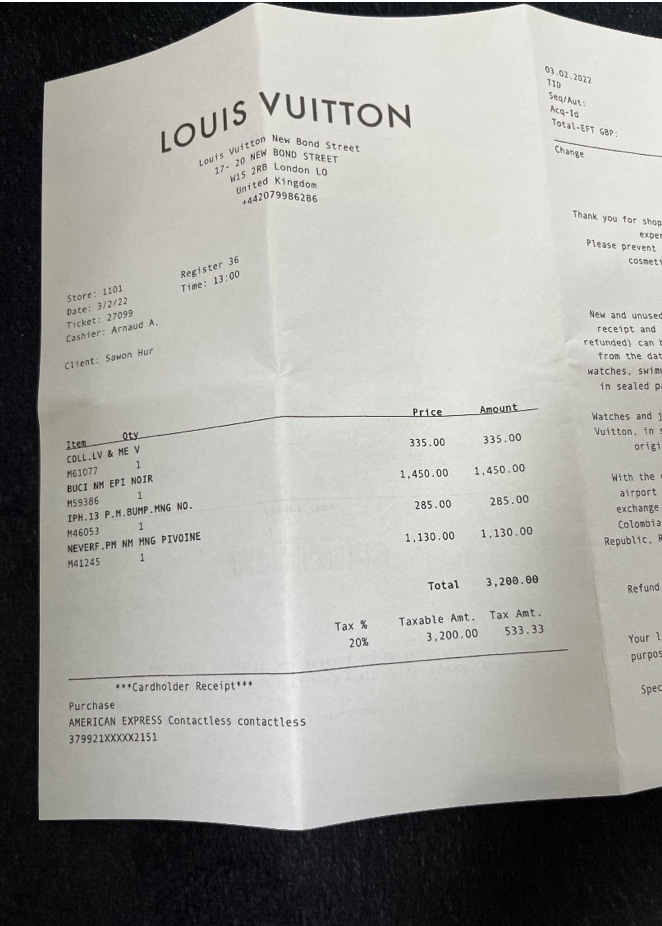 LOUIS VUITTON
Louis Vuitton New Bond Street
17- 20 NEW BOND STREET
W1S 2RB London LO
United Kingdom
+442079986286
Store: 1101
Register 36
Date: 3/2/22
Time: 13:00
Ticket: 27099
Cashier: Arnaud A.
Client: Sawon Hur
Item Qty Price Amount
COLL.LV & ME V 335.00 335.00
M61077 1
BUCI NM EPI NOIR 1,450.00 1,450.00
M59386 1
IPH.13 P.M.BUMP.MNG NO. 285.00 285.00
M46053 1
NEVERF.PM NM MNG PIVOINE 1,130.00 1,130.00
M41245 1
Total 3,200.00
Tax % Taxable Amt. Tax Amt.
20% 3,200.00 533.33
***Cardholder Receipt***
Purchase
AMERICAN EXPRESS Contactless contactless
379921XXXXX2151
03.02.2022
TID
Seq/Aut:
Acq-Id
Total-EFT GBP:
Change
Thank you for shop
exper
Please prevent
cosmeti
New and unused
receipt and
refunded) can
from the dat
watches, swim
in sealed p
Watches and j
Vuitton, in s
origi
With the
airport
exchange
Colombia
Republic, R
Refund
Your l
purpos
Spec